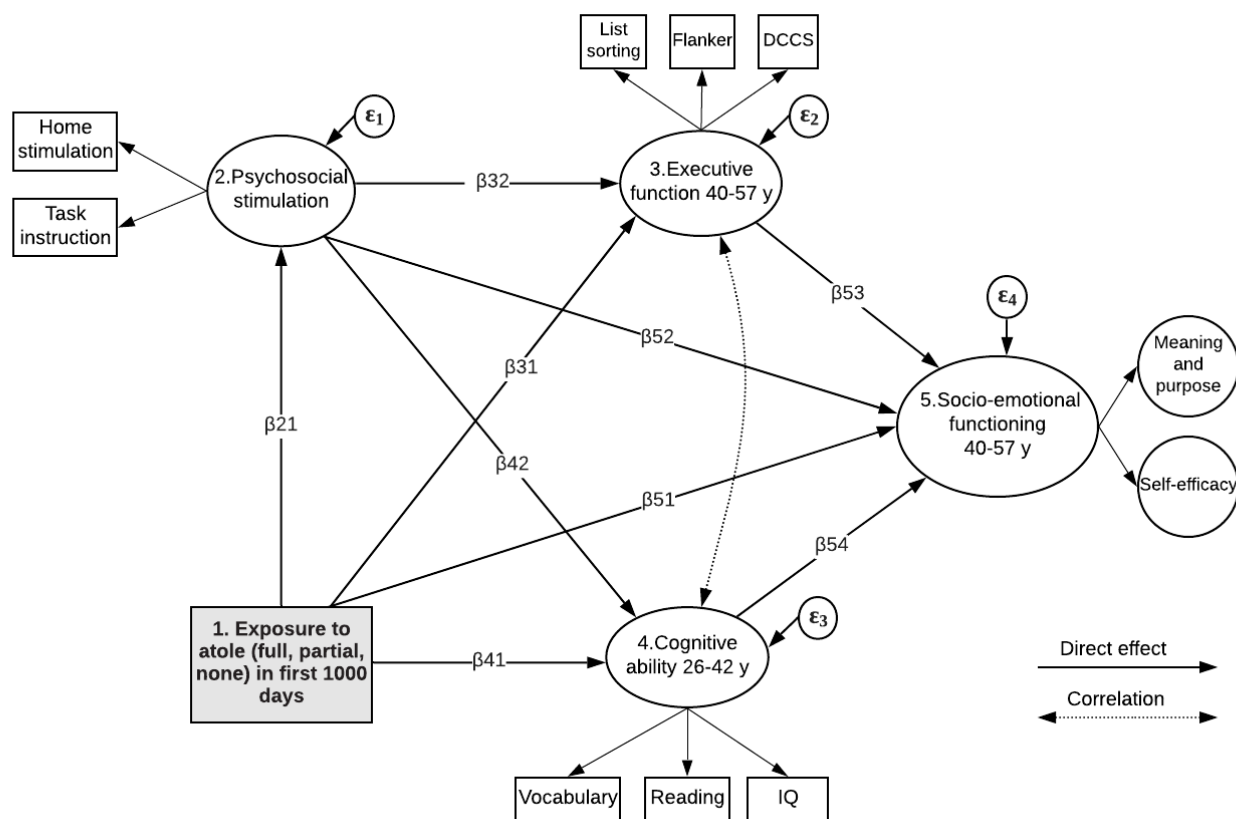 List
sorting
Flanker
DCCS
Home
stimulation
Task
instruction
ε1
2.Psychosocial
stimulation
β32
ε2
3.Executive
function 40-57 y
β53
ε4
β52
β31
β21
β42
5.Socio-emotional
functioning
40-57 y
Meaning
and
purpose
Self-efficacy
β51
β54
1. Exposure to
atole (full, partial,
none) in first 1000
days
β41
ε3
4.Cognitive
ability 26-42 y
Direct effect
Correlation
Vocabulary
Reading
IQ